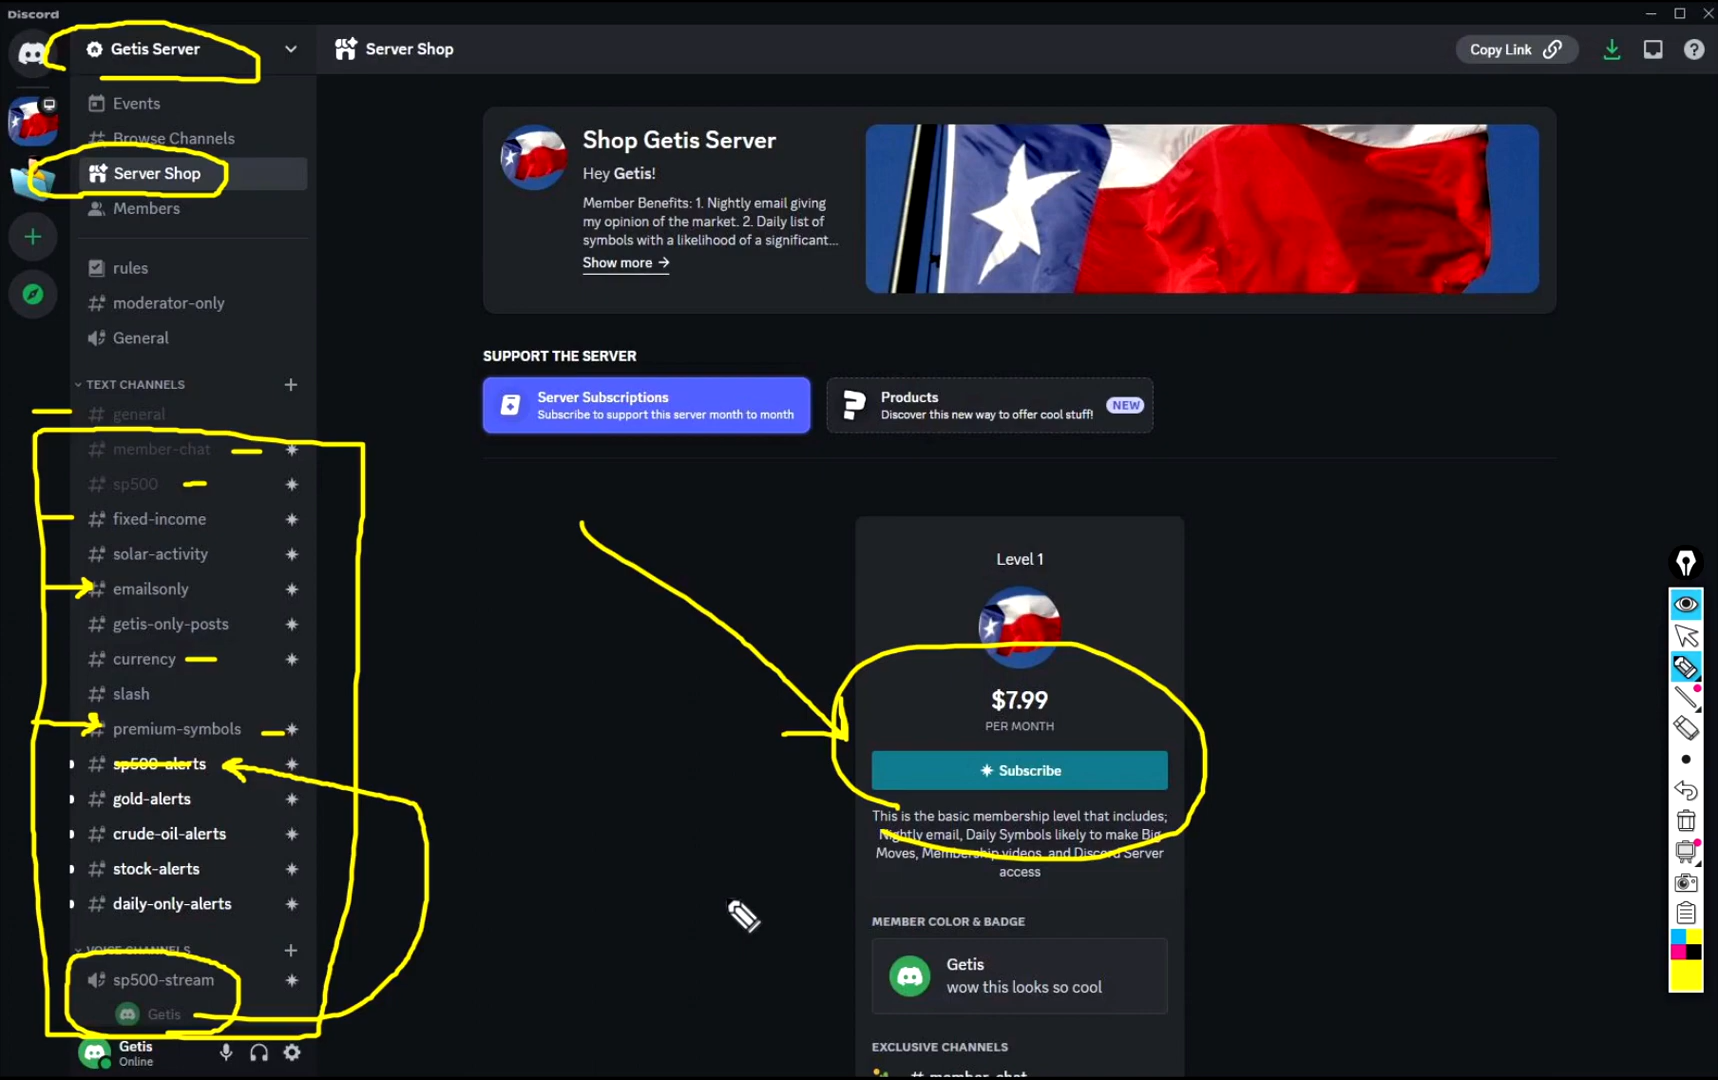 Discord
Getis Server
Server Shop
Copy Link
Events
Browse Channels
Server Shop
Members
rules
moderator-only
General
TEXT CHANNELS
general
member-chat
sp500
fixed-income
solar-activity
emailsonly
getis-only-posts
currency
slash
premium-symbols
sp500-alerts
gold-alerts
crude-oil-alerts
stock-alerts
daily-only-alerts
VOICE CHANNELS
sp500-stream
Getis
Getis
Online
Shop Getis Server
Hey Getis!
Member Benefits: 1. Nightly email giving
my opinion of the market. 2. Daily list of
symbols with a likelihood of a significant...
Show more →
SUPPORT THE SERVER
Server Subscriptions
Subscribe to support this server month to month
Products
Discover this new way to offer cool stuff!
NEW
Level 1
$7.99
PER MONTH
Subscribe
This is the basic membership level that includes;
Nightly email, Daily Symbols likely to make Big
Moves, Membership videos, and Discord Server
access
MEMBER COLOR & BADGE
Getis
wow this looks so cool
EXCLUSIVE CHANNELS
member-chat